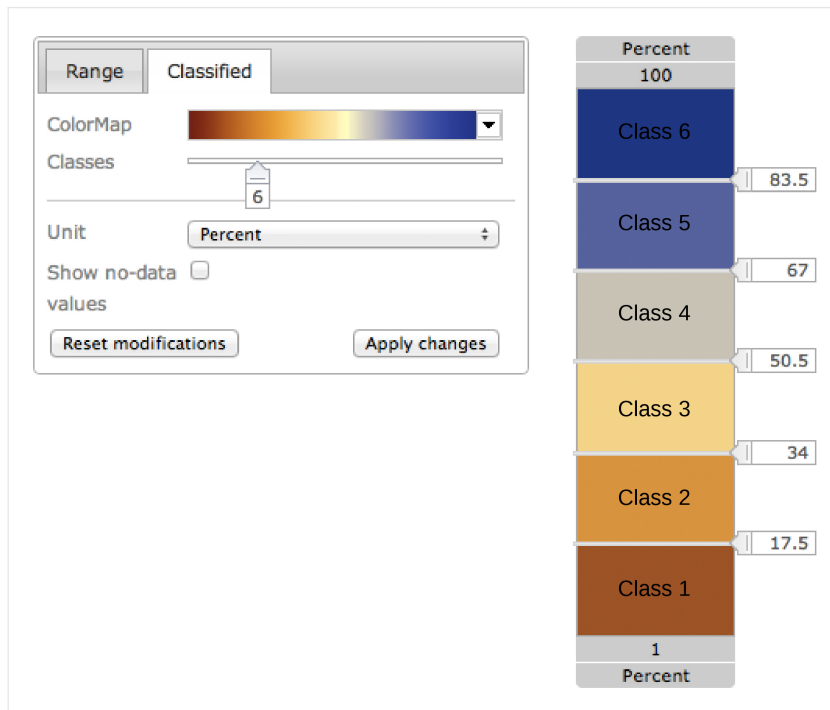 Range
Classified
ColorMap
Classes
6
Unit
Percent
Show no-data
values
Reset modifications
Apply changes
Percent
100
Class 6
83.5
Class 5
67
Class 4
50.5
Class 3
34
Class 2
17.5
Class 1
1
Percent